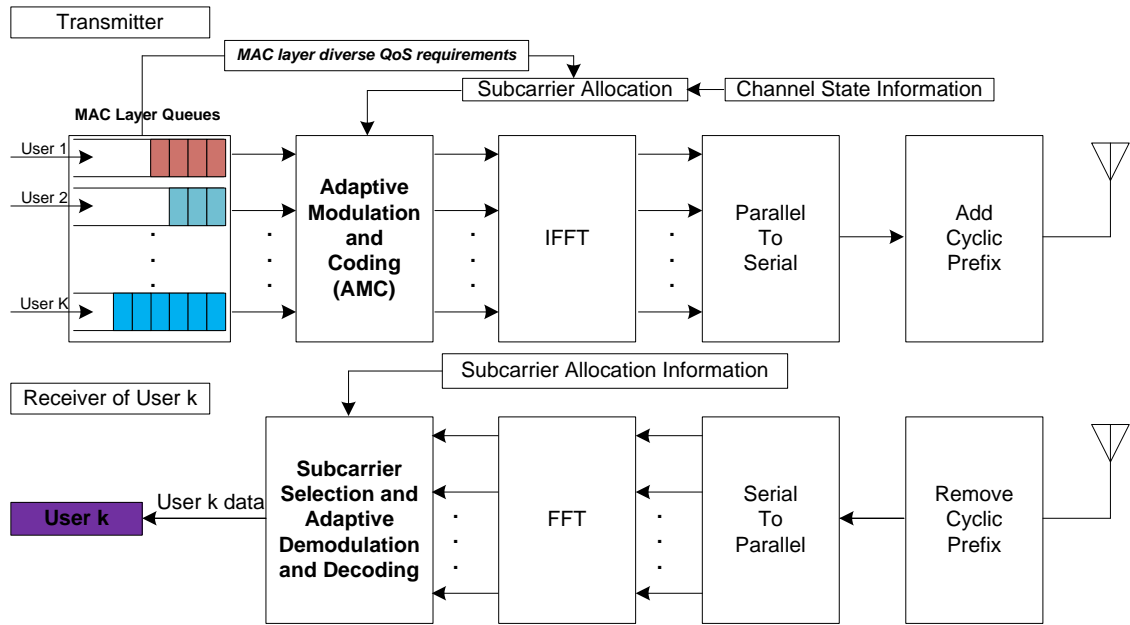 Transmitter
MAC layer diverse QoS requirements
Subcarrier Allocation
Channel State Information
MAC Layer Queues
User 1
User 2
User K
Adaptive
Modulation
and
Coding
(AMC)
IFFT
Parallel
To
Serial
Add
Cyclic
Prefix
Subcarrier Allocation Information
Receiver of User k
User k
User k data
Subcarrier
Selection and
Adaptive
Demodulation
and Decoding
FFT
Serial
To
Parallel
Remove
Cyclic
Prefix